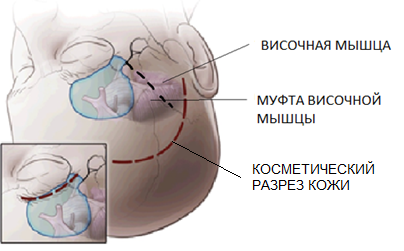 ВИСОЧНАЯ МЫШЦА
МУФТА ВИСОЧНОЙ
МЫШЦЫ
КОСМЕТИЧЕСКИЙ
РАЗРЕЗ КОЖИ